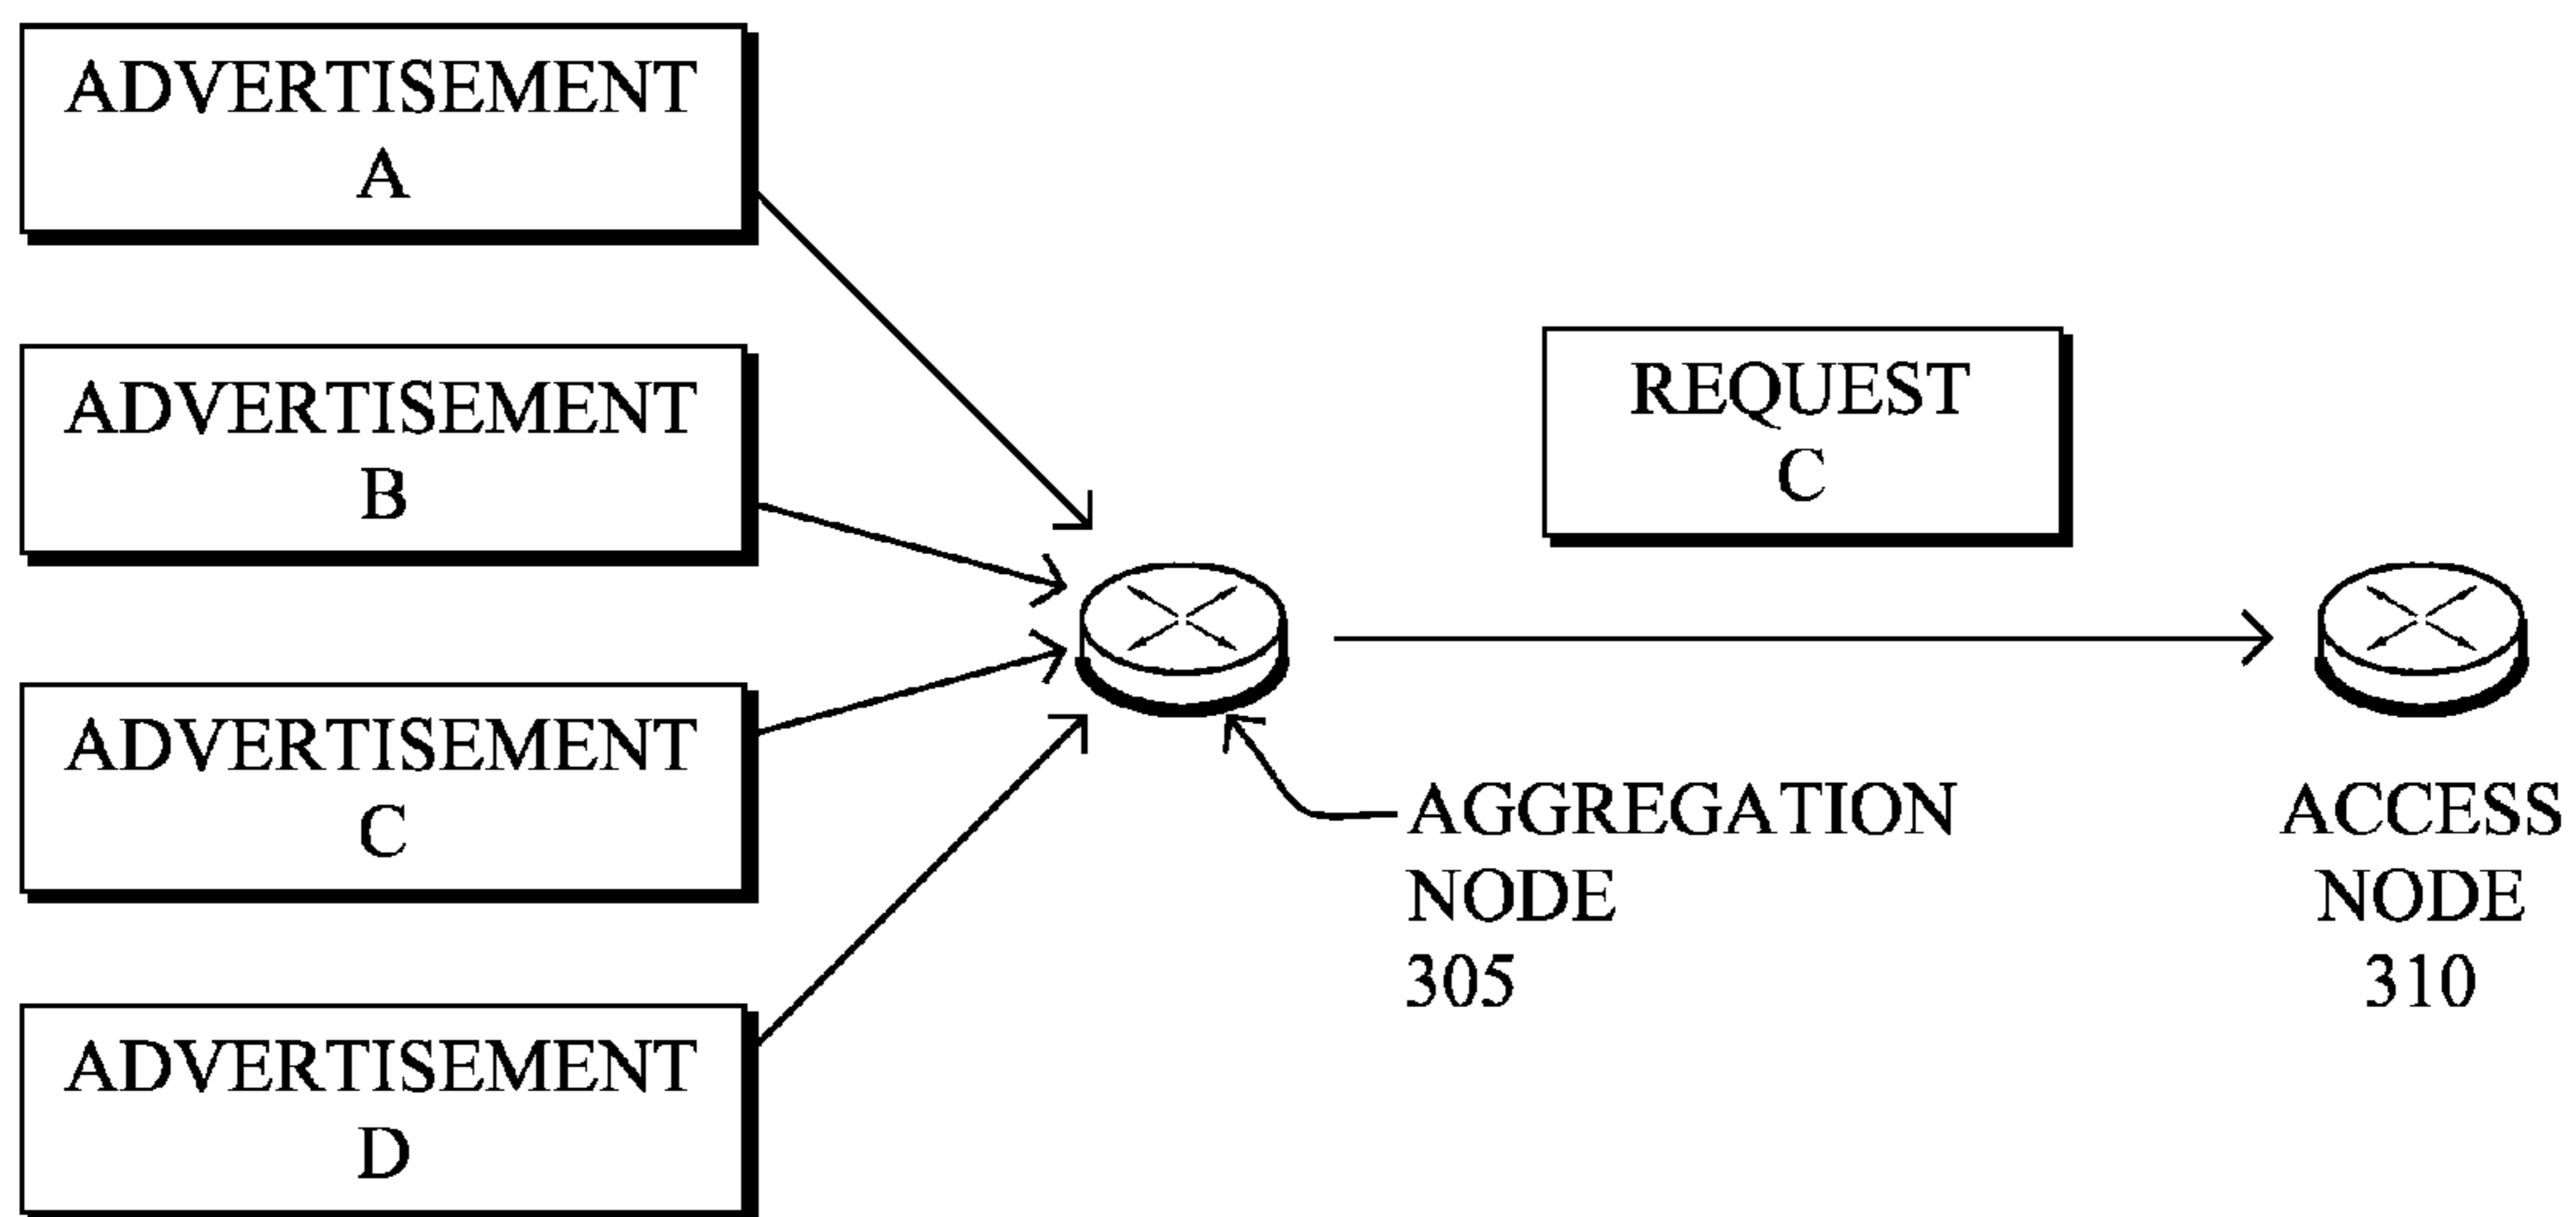 ADVERTISEMENT
A
ADVERTISEMENT
B
ADVERTISEMENT
C
ADVERTISEMENT
D
REQUEST
C
AGGREGATION
NODE
305
ACCESS
NODE
310